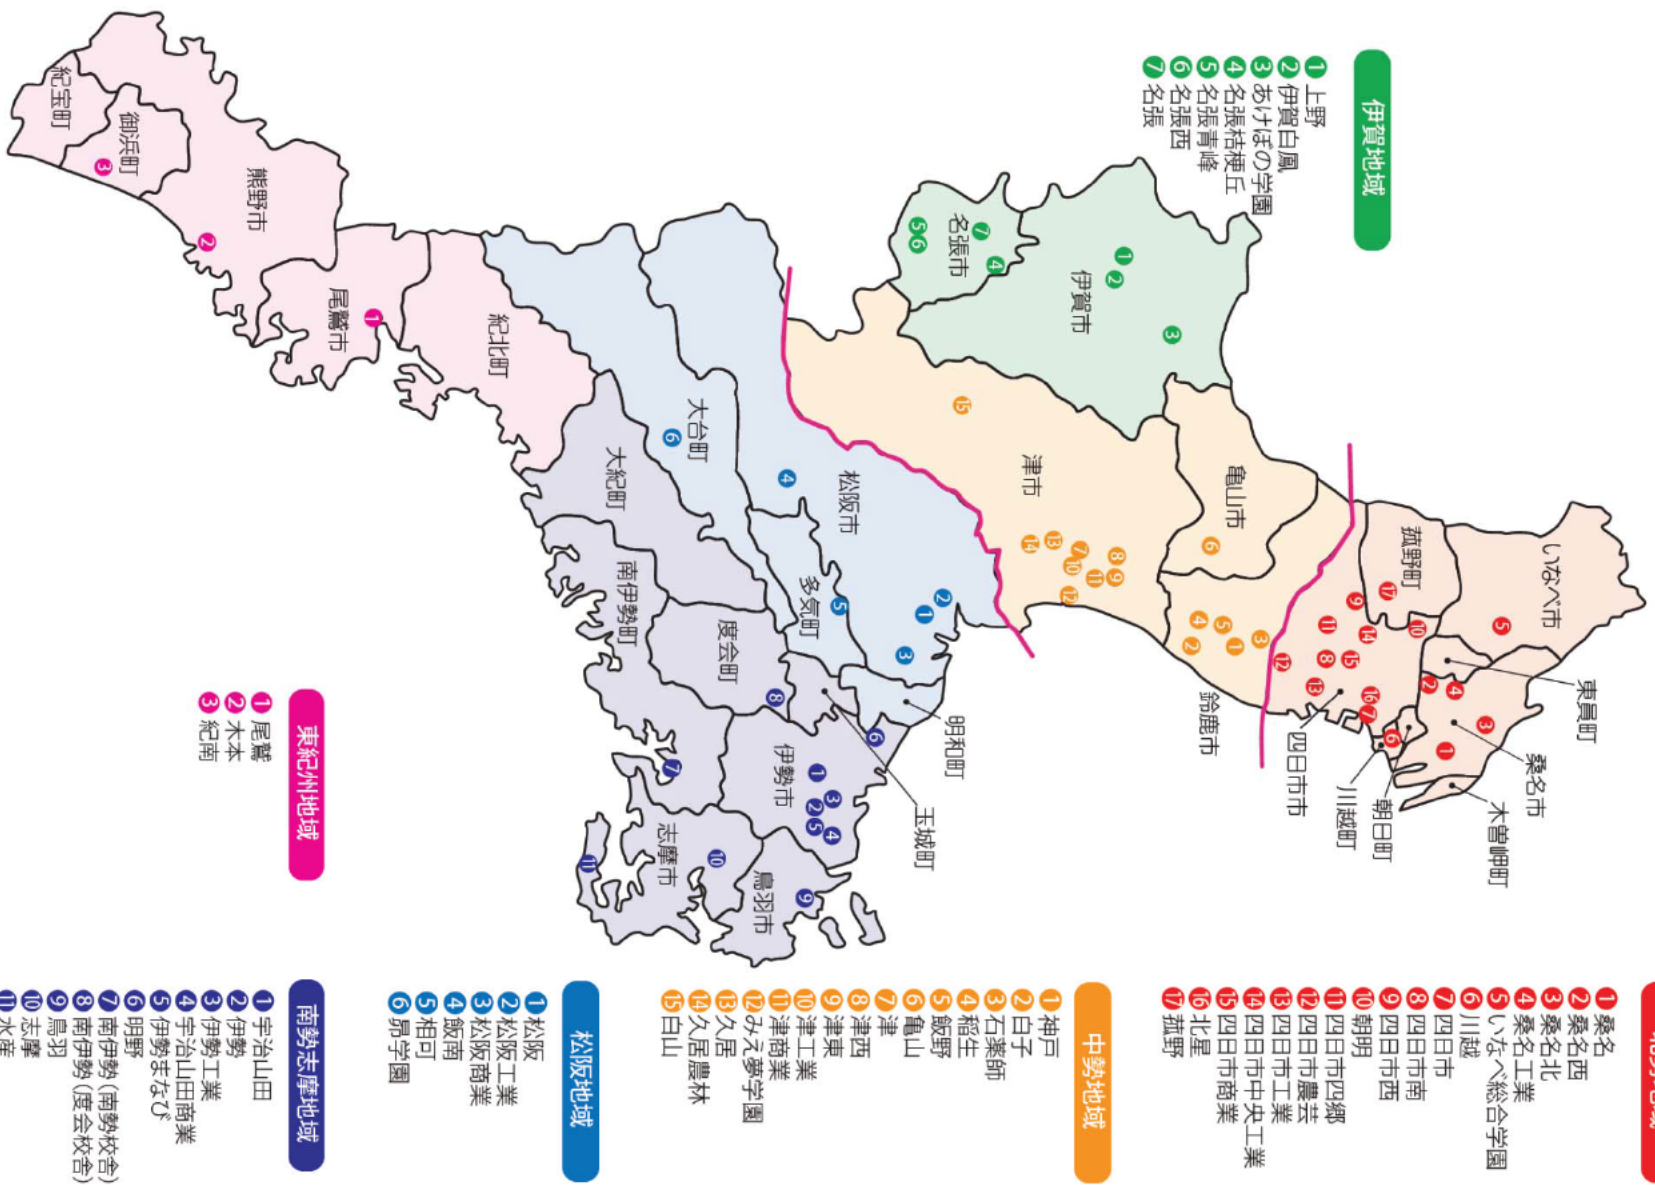 伊賀地域
❶上野
❷伊賀白鳳
❸あけぼの学園
❹名張桔梗丘
❺名張青峰
❻名張西
❼名張
いなべ市
東員町
桑名市
木曽岬町
菰野町
朝日町
川越町
四日市市
亀山市
鈴鹿市
伊賀市
名張市
津市
松阪市
明和町
多気町
玉城町
大台町
度会町
伊勢市
大紀町
南伊勢町
志摩市
鳥羽市
紀北町
尾鷲市
熊野市
御浜町
紀宝町
❶桑名
❷桑名西
❸桑名北
❹桑名工業
❺いなべ総合学園
❻川越
❼四日市
❽四日市南
❾四日市西
❿朝明
⓫四日市四郷
⓬四日市農芸
⓭四日市工業
⓮四日市中央工業
⓯四日市商業
⓰北星
⓱菰野
中勢地域
❶神戸
❷白子
❸石薬師
❹稲生
❺飯野
❻亀山
❼津
❽津西
❾津東
❿津工業
⓫津商業
⓬みえ夢学園
⓭久居
⓮久居農林
⓯白山
松阪地域
❶松阪
❷松阪工業
❸松阪商業
❹飯南
❺相可
❻昴学園
南勢志摩地域
❶宇治山田
❷伊勢
❸伊勢工業
❹宇治山田商業
❺伊勢まなび
❻明野
❼南伊勢(南勢校舎)
❽南伊勢(度会校舎)
❾鳥羽
❿志摩
⓫水産
東紀州地域
❶尾鷲
❷木本
❸紀南